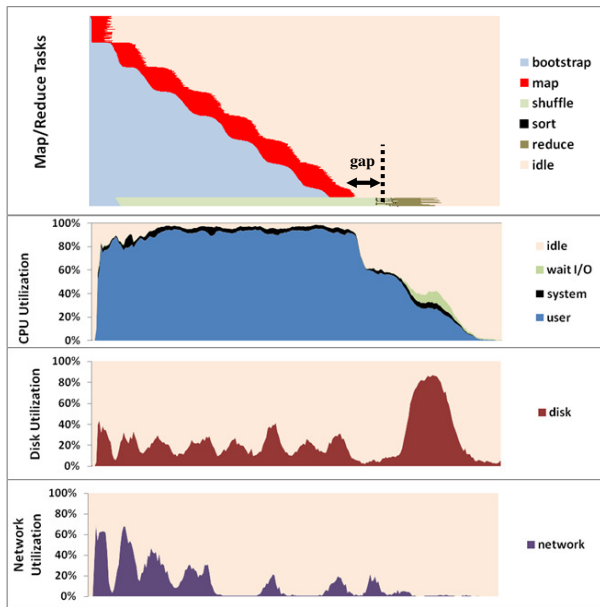 Map/Reduce Tasks
gap
bootstrap
map
shuffle
sort
reduce
idle
CPU Utilization
100%
80%
60%
40%
20%
0%
idle
wait I/O
system
user
Disk Utilization
100%
80%
60%
40%
20%
0%
disk
Network
Utilization
100%
80%
60%
40%
20%
0%
network